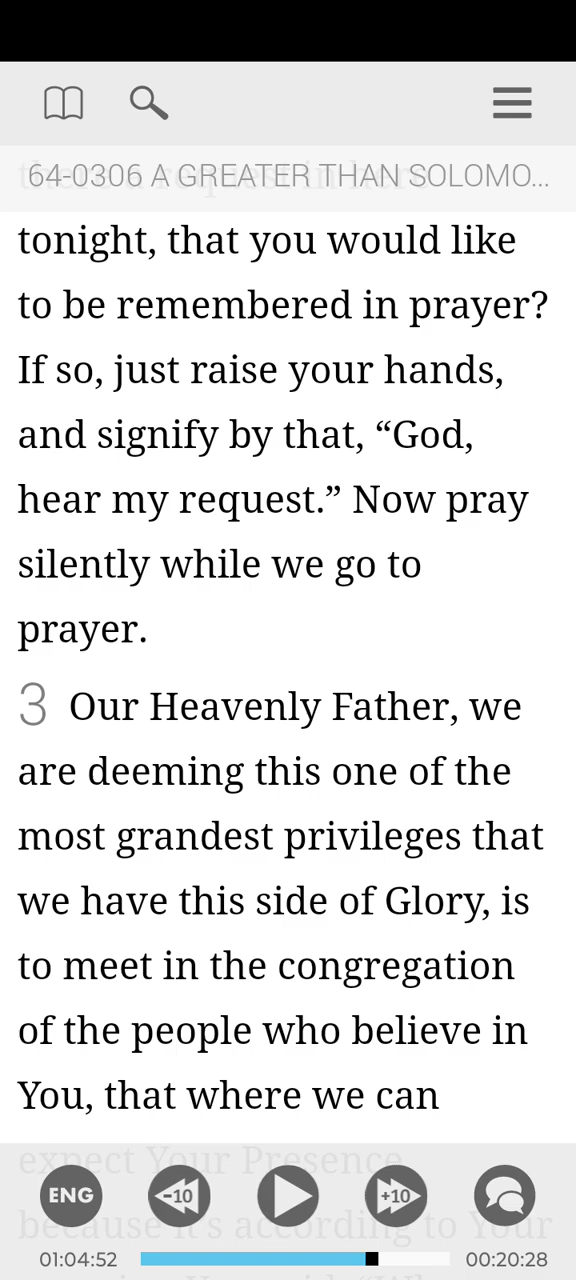 64-0306 A GREATER THAN SOLOMO...
tonight, that you would like
to be remembered in prayer?
If so, just raise your hands,
and signify by that, “God,
hear my request.” Now pray
silently while we go to
prayer.
3 Our Heavenly Father, we
are deeming this one of the
most grandest privileges that
we have this side of Glory, is
to meet in the congregation
of the people who believe in
You, that where we can
expect Your Presence
because it's according to Your
ENG -10 +10
01:04:52 00:20:28